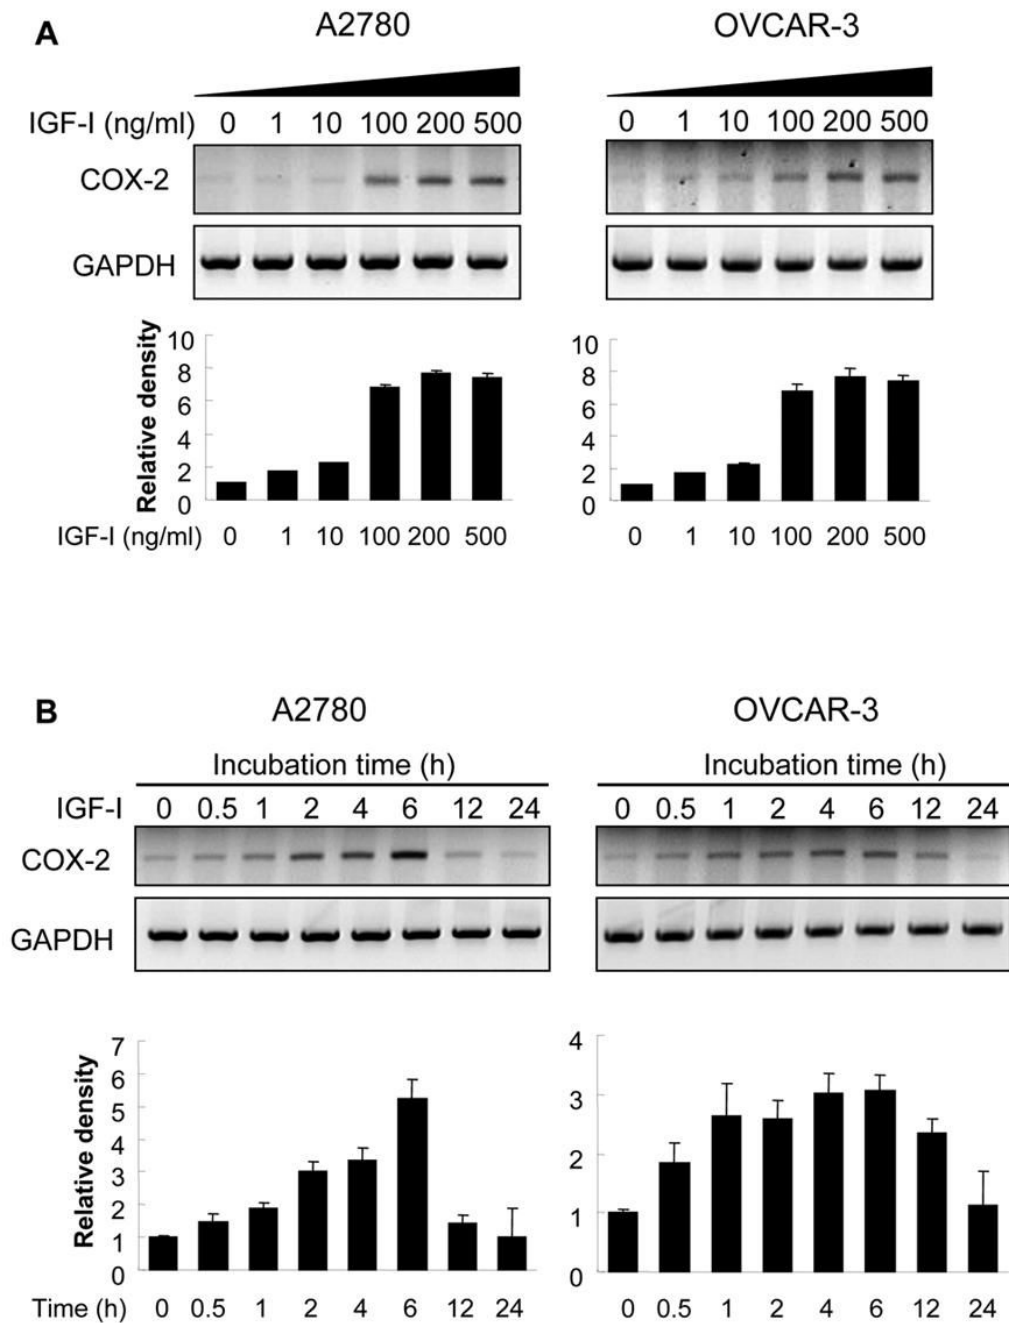 A
A2780 OVCAR-3
IGF-I (ng/ml) 0 1 10 100 200 500 0 1 10 100 200 500
COX-2
GAPDH
Relative density
10 10
8 8
6 6
4 4
2 2
0 0
IGF-I (ng/ml) 0 1 10 100 200 500 0 1 10 100 200 500
B
A2780 OVCAR-3
Incubation time (h) Incubation time (h)
IGF-I 0 0.5 1 2 4 6 12 24 0 0.5 1 2 4 6 12 24
COX-2
GAPDH
Relative density
7 4
6
5 3
4
3 2
2 1
1
0 0
Time (h) 0 0.5 1 2 4 6 12 24 0 0.5 1 2 4 6 12 24